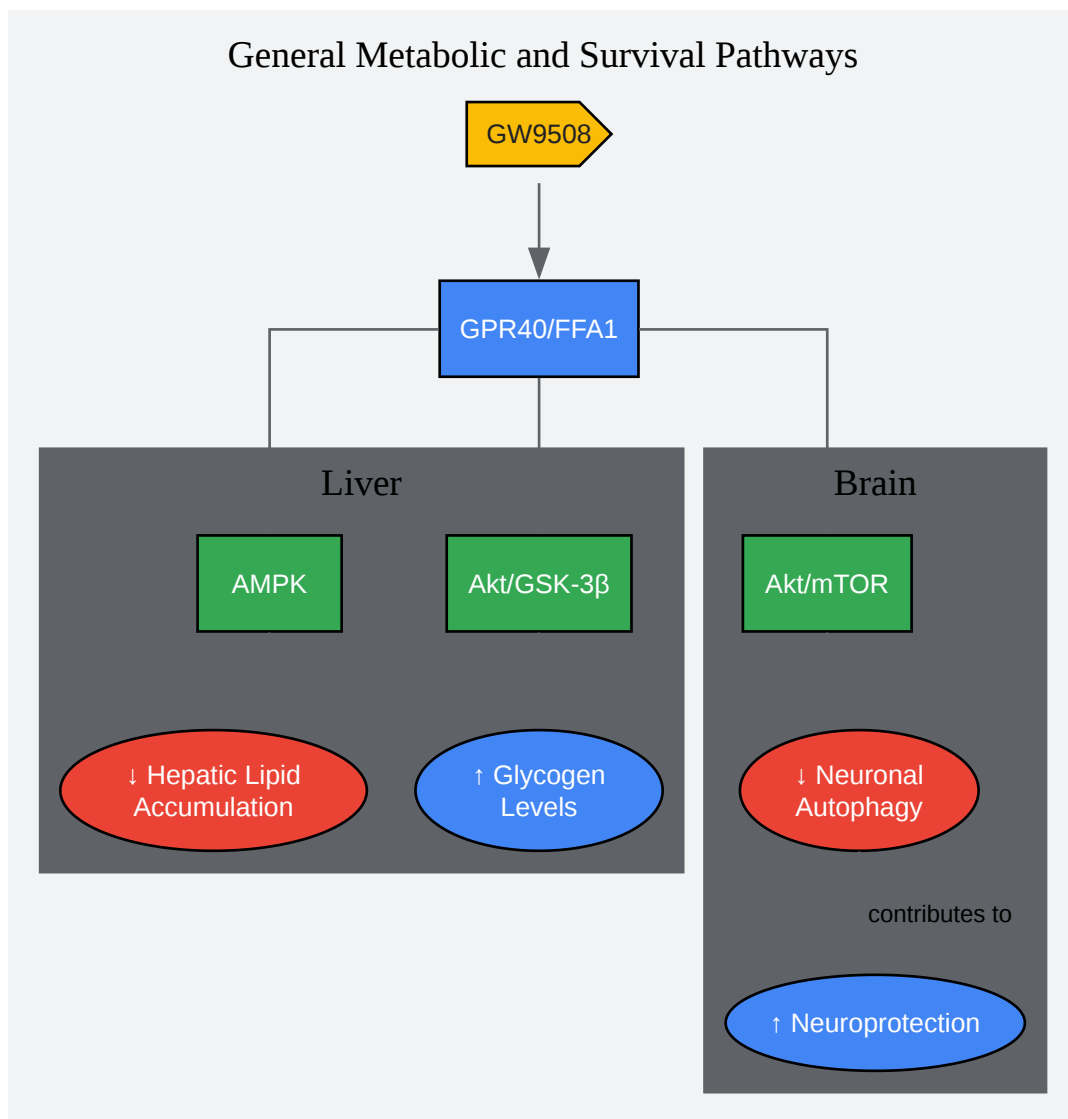 General Metabolic and Survival Pathways
GW9508
GPR40/FFA1
Liver
Brain
AMPK
Akt/GSK-3β
Akt/mTOR
↓ Hepatic Lipid
Accumulation
↑ Glycogen
Levels
↓ Neuronal
Autophagy
contributes to
↑ Neuroprotection